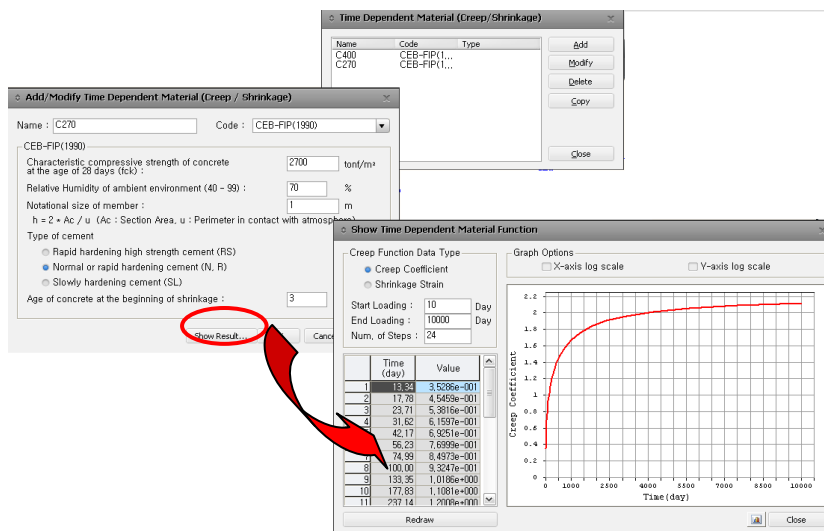 Time Dependent Material (Creep/Shrinkage)
Name Code Type
C400 CEB-FIP(1,..
C270 CEB-FIP(1,..
Add
Modify
Delete
Copy
Close
Add/Modify Time Dependent Material (Creep / Shrinkage)
Name : C270 Code : CEB-FIP(1990)
CEB-FIP(1990)
Characteristic compressive strength of concrete
at the age of 28 days (fck) : 2700 tonf/m²
Relative Humidity of ambient environment (40 - 99) : 70 %
Notational size of member : 1 m
h = 2 * Ac / u (Ac : Section Area, u : Perimeter in contact with atmosphere)
Type of cement
Rapid hardening high strength cement (RS)
Normal or rapid hardening cement (N, R)
Slowly hardening cement (SL)
Age of concrete at the beginning of shrinkage : 3
Show Result...
Show Time Dependent Material Function
Creep Function Data Type
Creep Coefficient
Shrinkage Strain
Start Loading : 10 Day
End Loading : 10000 Day
Num, of Steps : 24
Time
(day) Value
1 13,34 3,5286e-001
2 17,78 4,5459e-001
3 23,71 5,3816e-001
4 31,62 6,1597e-001
42,17 6,9251e-001
56,23 7,6999e-001
74,99 8,4973e-001
8 100,00 9,3247e-001
9 133,35 1,0186e+000
10 177,83 1,1081e+000
11 237,14 1,2008e+000
Redraw
Graph Options
X-axis log scale Y-axis log scale
2.2
2
1.8
1.6
1.4
1.2
1
0.8
0.6
0.4
0.2
0
Creep Coefficient
0 1000 2500 4000 5500 7000 8500 10000
Time(day)
Close